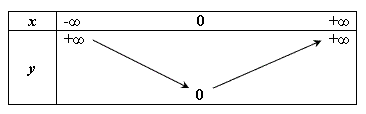 x -∞ 0 +∞
+∞ +∞
y
0